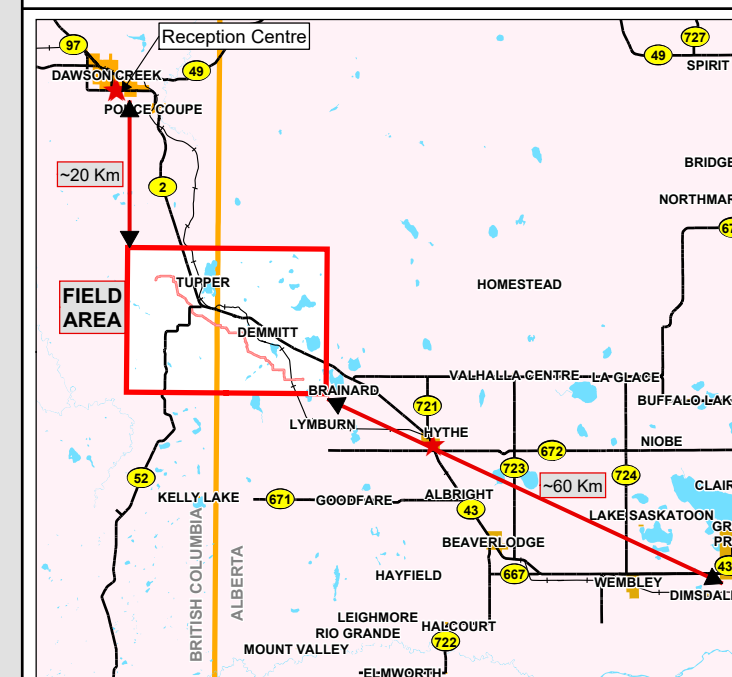 Reception Centre
97
727
49
49
SPIRIT
DAWSON CREEK
POUCE COUPE
BRIDGE
~20 Km
2
NORTHMAR
67
TUPPER
HOMESTEAD
FIELD
AREA
DEMMITT
VALHALLA CENTRE
LA GLACE
BRAINARD
BUFFALO LAK
721
LYMBURN
HYTHE
NIOBE
672
723
724
52
~60 Km
CLAIR
KELLY LAKE
671
GOODFARE
ALBRIGHT
43
LAKE SASKATOON
GR
PR
BEAVERLODGE
BRITISH COLUMBIA
ALBERTA
43
HAYFIELD
667
WEMBLEY
DIMSDAL
LEIGHMORE
HALCOURT
RIO GRANDE
722
MOUNT VALLEY
ELMWORTH